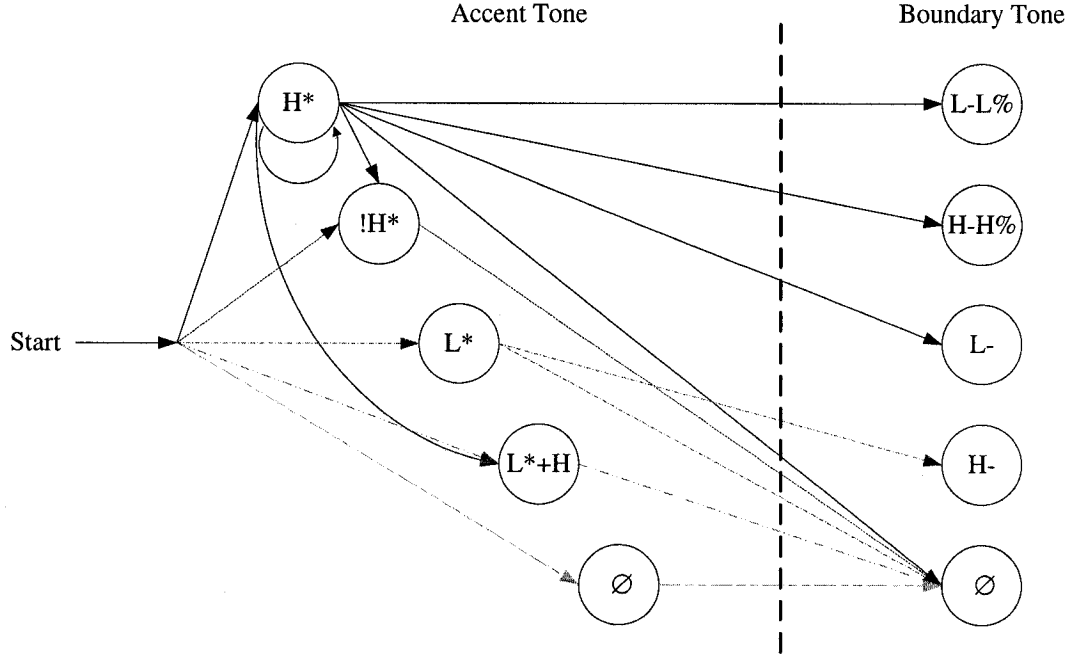 Accent Tone Boundary Tone
H* L-L%
!H* H-H%
Start L* L-
L*+H H-
∅ ∅